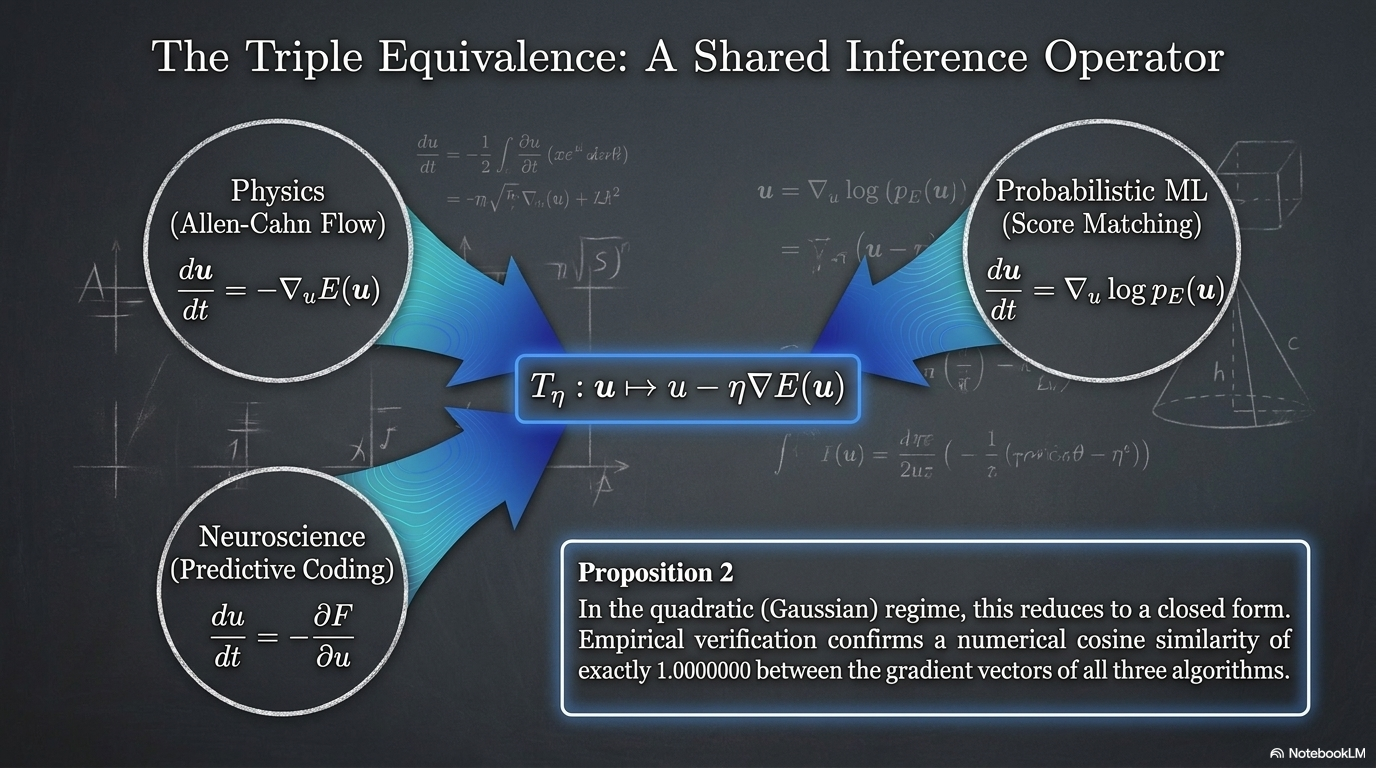 The Triple Equivalence: A Shared Inference Operator
Physics
(Allen-Cahn Flow)
du/dt = −∇ᵤE(u)
Probabilistic ML
(Score Matching)
du/dt = ∇ᵤ log p_E(u)
T_η : u ↦ u − η∇E(u)
Neuroscience
(Predictive Coding)
du/dt = −∂F/∂u
Proposition 2
In the quadratic (Gaussian) regime, this reduces to a closed form.
Empirical verification confirms a numerical cosine similarity of
exactly 1.0000000 between the gradient vectors of all three algorithms.
u = ∇ᵤ log (p_E(u))
h
c
NotebookLM